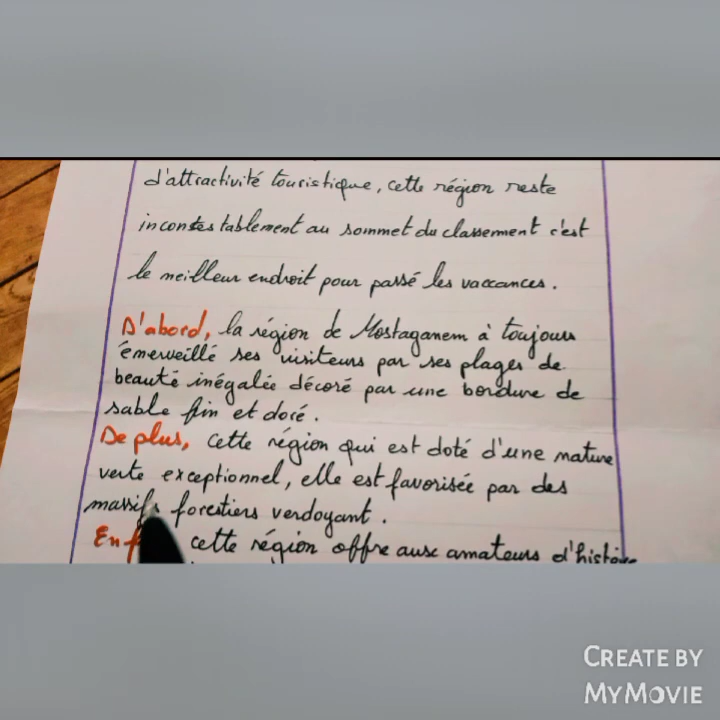 d'attractivité touristique, cette région reste
incontestablement au sommet du classement c'est
le meilleur endroit pour passé les vaccances.
D'abord, la région de Mostaganem à toujours
émerveillé ses visiteurs par ses plages de
beauté inégalée décoré par une bordure de
sable fin et doré.
De plus, cette région qui est doté d'une nature
verte exceptionnel, elle est favorisée par des
massifs forestiers verdoyant.
cette région offre aux amateurs d'histoire
CREATE BY
MYMOVIE